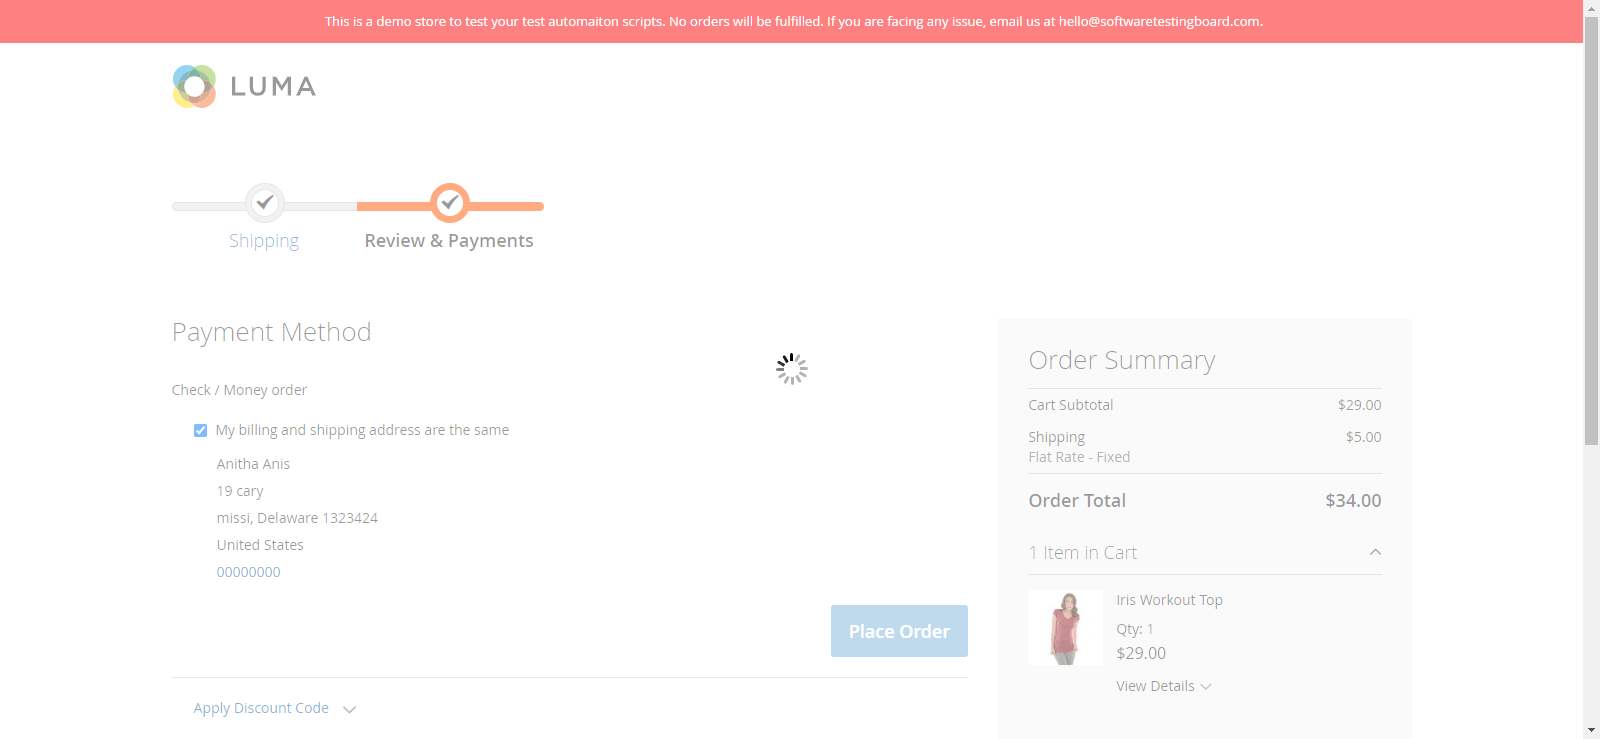 This is a demo store to test your test automaiton scripts. No orders will be fulfilled. If you are facing any issue, email us at hello@softwaretestingboard.com.
LUMA
Shipping
Review & Payments
Payment Method
Check / Money order
My billing and shipping address are the same
Anitha Anis
19 cary
missi, Delaware 1323424
United States
00000000
Place Order
Apply Discount Code
Order Summary
Cart Subtotal $29.00
Shipping $5.00
Flat Rate - Fixed
Order Total $34.00
1 Item in Cart
Iris Workout Top
Qty: 1
$29.00
View Details